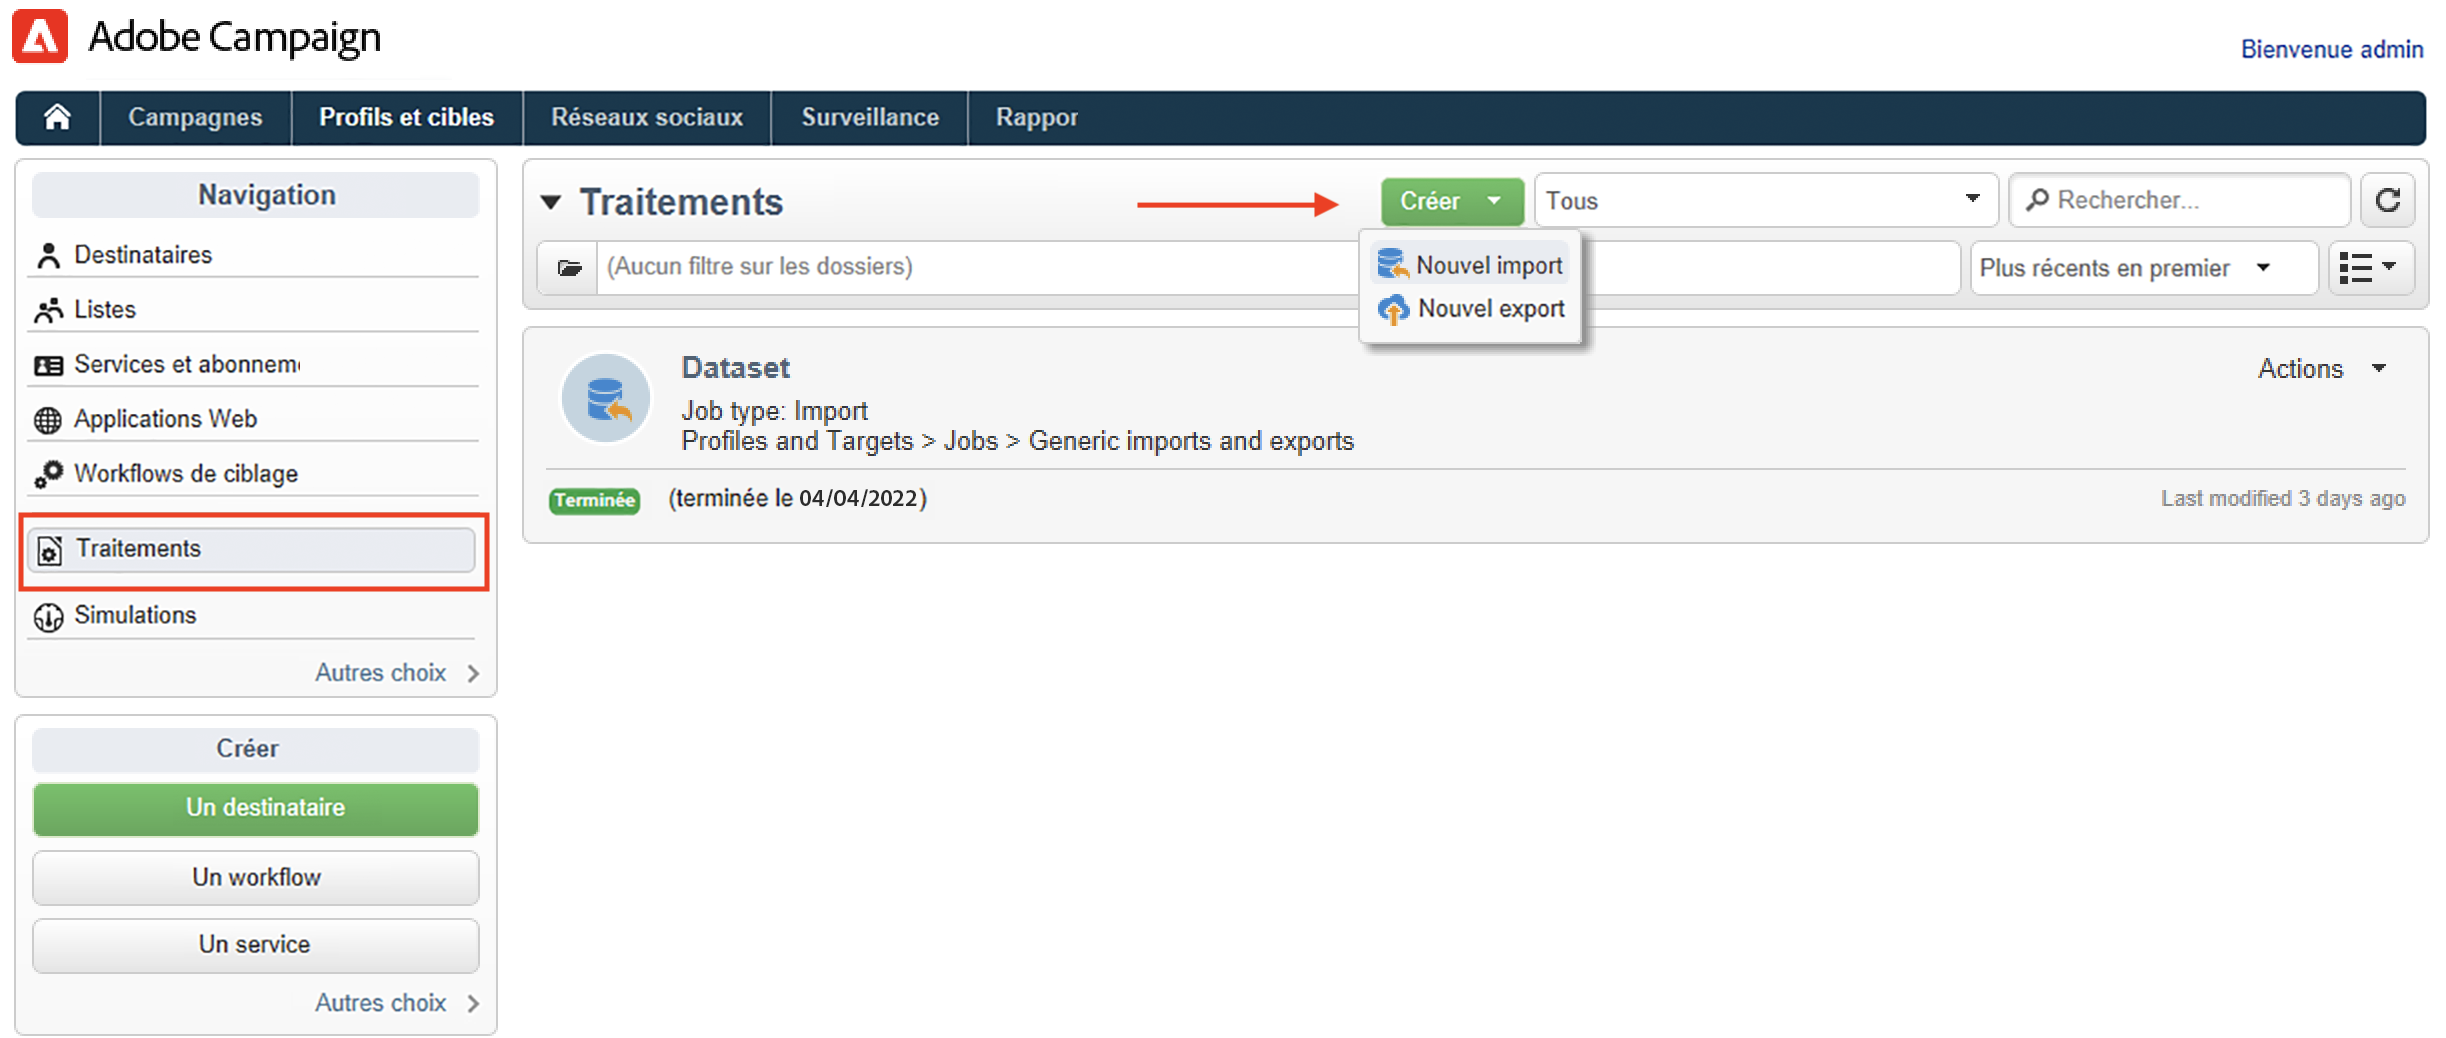 Adobe Campaign
Bienvenue admin
Campagnes
Profils et cibles
Réseaux sociaux
Surveillance
Rappor
Navigation
Destinataires
Listes
Services et abonnem
Applications Web
Workflows de ciblage
Traitements
Simulations
Autres choix
Créer
Un destinataire
Un workflow
Un service
Autres choix
Traitements
Créer
Tous
Rechercher...
(Aucun filtre sur les dossiers)
Plus récents en premier
Nouvel import
Nouvel export
Dataset
Actions
Job type: Import
Profiles and Targets > Jobs > Generic imports and exports
Terminée
(terminée le 04/04/2022)
Last modified 3 days ago